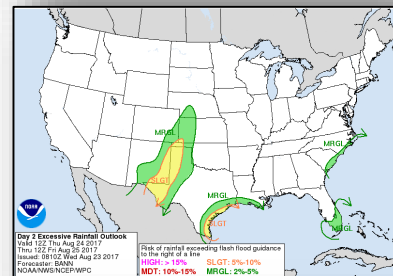 MRGL
MRGL
SLGT
MRGL
SLGT
MRGL
noaa
Day 2 Excessive Rainfall Outlook
Valid 12Z Thu Aug 24 2017
Thru 12Z Fri Aug 25 2017
Issued: 0810Z Wed Aug 23 2017
Forecaster: BANN
NOAA/NWS/NCEP/WPC
Risk of rainfall exceeding flash flood guidance
to the right of a line
HIGH: > 15% SLGT: 5%-10%
MDT: 10%-15% MRGL: 2%-5%